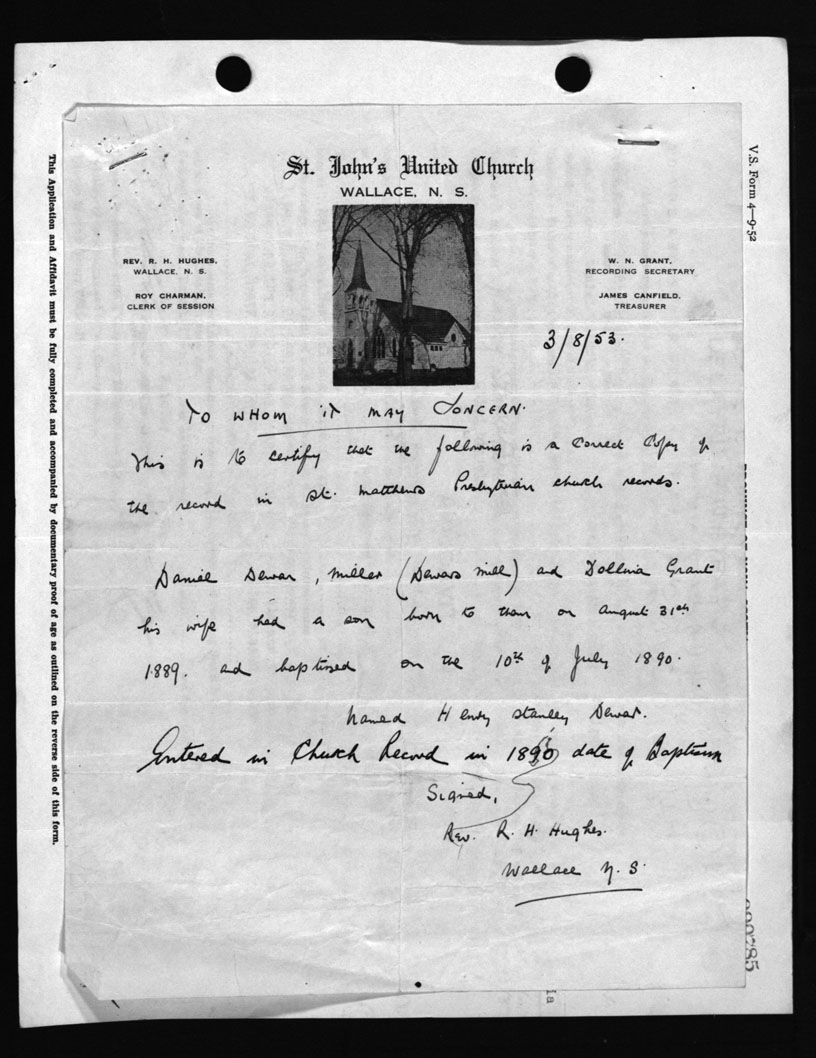 St. John's United Church
WALLACE, N. S.
REV. R. H. HUGHES,
WALLACE, N. S.
ROY CHARMAN,
CLERK OF SESSION
W. N. GRANT,
RECORDING SECRETARY
JAMES CANFIELD,
TREASURER
3/8/53.
TO WHOM IT MAY CONCERN.
This is to certify that the following is a correct copy of
the record in St. Matthews Presbyterian church records.
Daniel Dewar, Miller (Dewars Mill) and Dollina Grant
his wife had a son born to them on August 31st
1889. and baptized on the 10th of July 1890.
Named Henry Stanley Dewar.
Entered in Church Record in 1890 date of Baptism
Signed,
Rev. R. H. Hughes.
Wallace N. S.
This Application and Affidavit must be fully completed and accompanied by documentary proof of age as outlined on the reverse side of this form.
V.S. Form 4—9-52